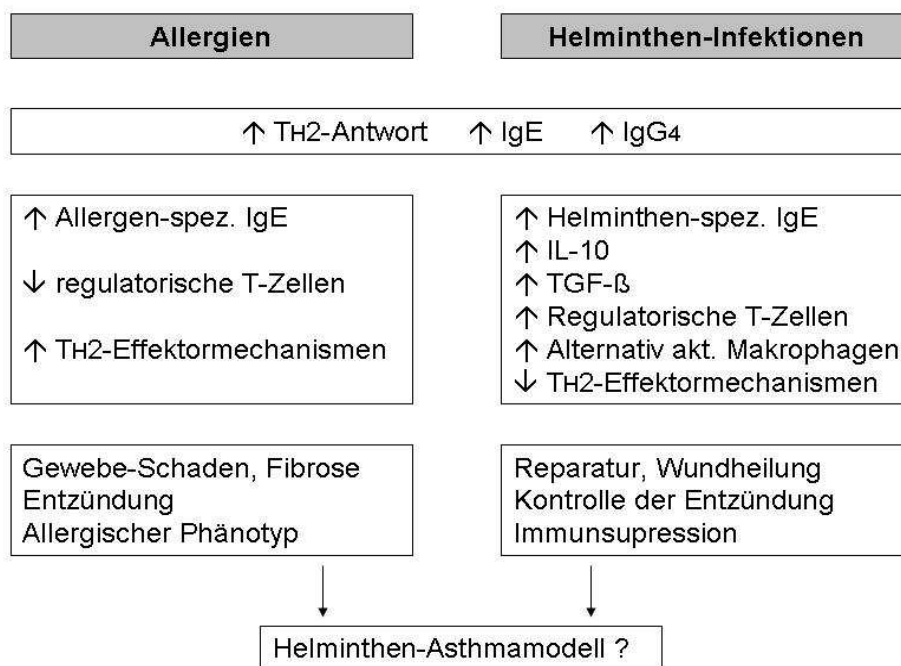 Allergien
Helminthen-Infektionen
↑ TH2-Antwort ↑ IgE ↑ IgG4
↑ Allergen-spez. IgE
↓ regulatorische T-Zellen
↑ TH2-Effektormechanismen
↑ Helminthen-spez. IgE
↑ IL-10
↑ TGF-ß
↑ Regulatorische T-Zellen
↑ Alternativ akt. Makrophagen
↓ TH2-Effektormechanismen
Gewebe-Schaden, Fibrose
Entzündung
Allergischer Phänotyp
Reparatur, Wundheilung
Kontrolle der Entzündung
Immunsupression
Helminthen-Asthmamodell ?